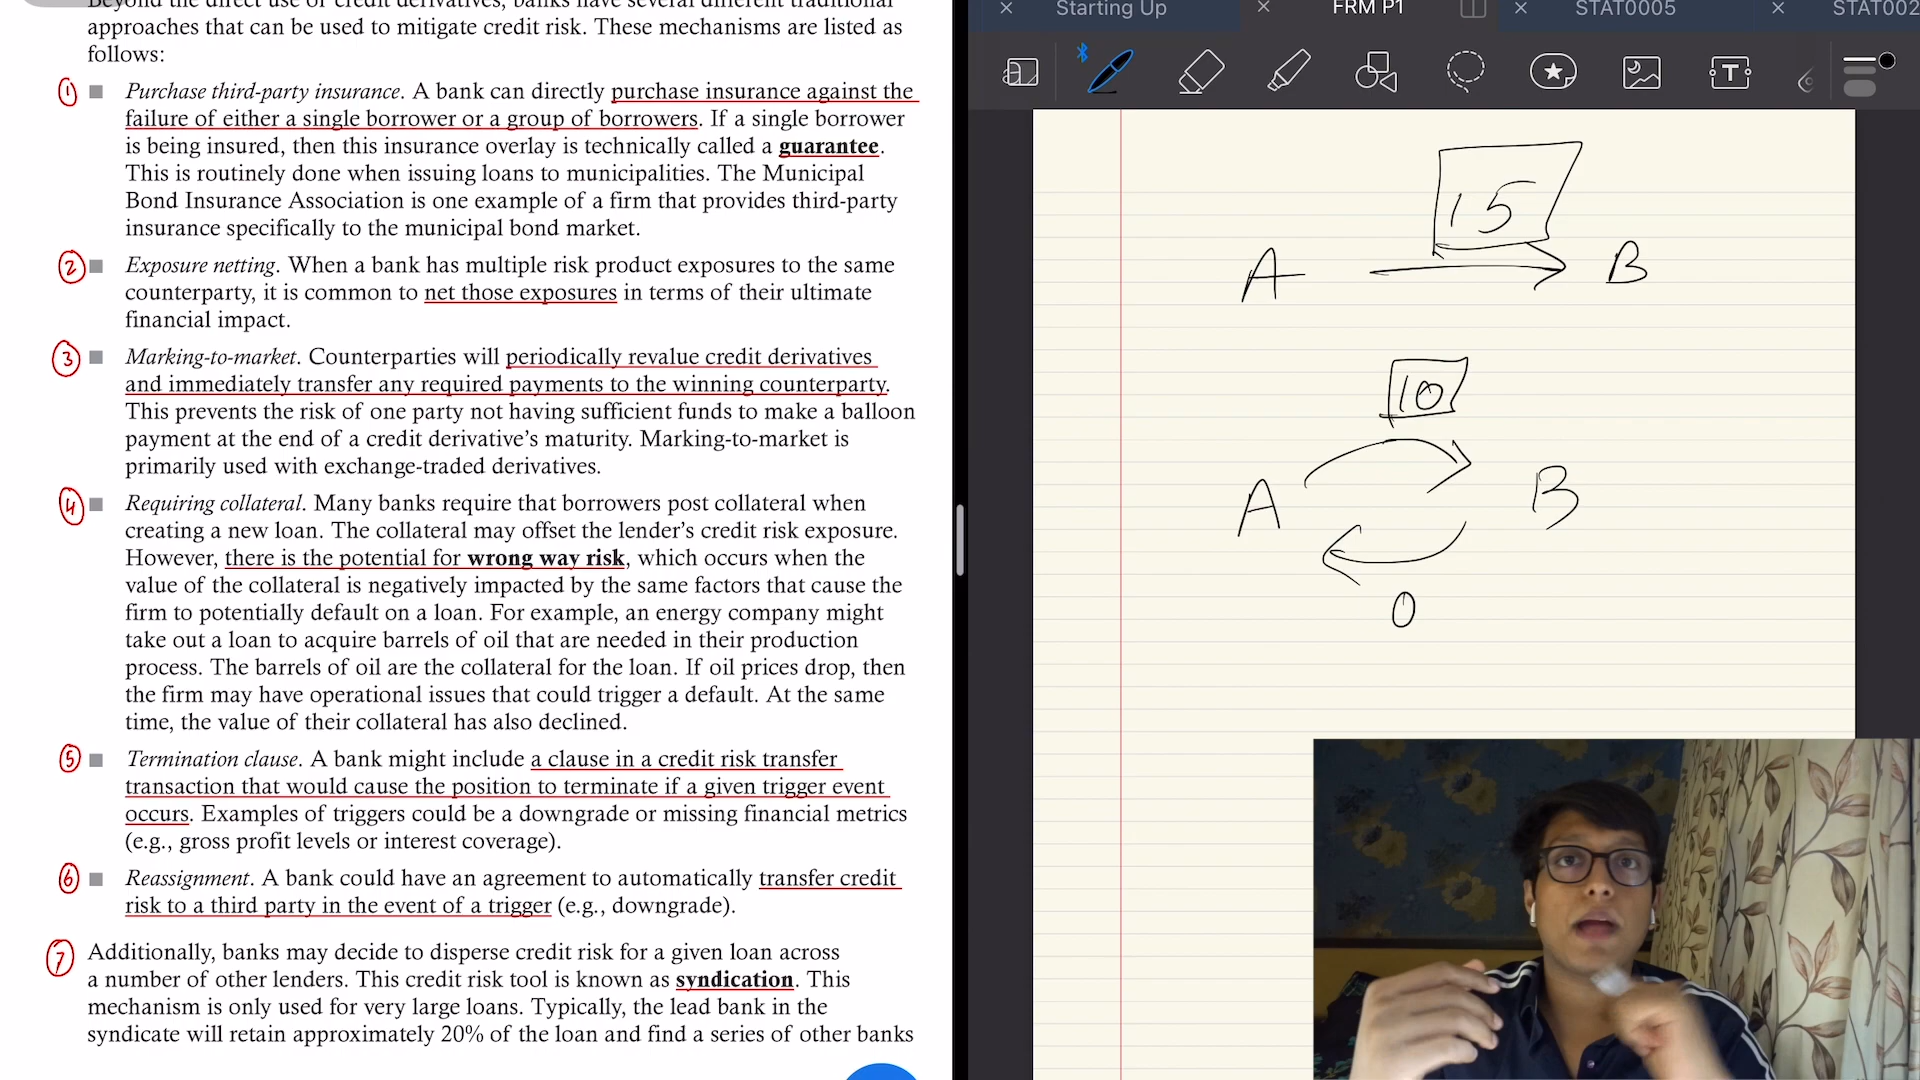 Beyond the direct use of credit derivatives, banks have several different traditional
approaches that can be used to mitigate credit risk. These mechanisms are listed as
follows:
1 ■ Purchase third-party insurance. A bank can directly purchase insurance against the
failure of either a single borrower or a group of borrowers. If a single borrower
is being insured, then this insurance overlay is technically called a guarantee.
This is routinely done when issuing loans to municipalities. The Municipal
Bond Insurance Association is one example of a firm that provides third-party
insurance specifically to the municipal bond market.
2 ■ Exposure netting. When a bank has multiple risk product exposures to the same
counterparty, it is common to net those exposures in terms of their ultimate
financial impact.
3 ■ Marking-to-market. Counterparties will periodically revalue credit derivatives
and immediately transfer any required payments to the winning counterparty.
This prevents the risk of one party not having sufficient funds to make a balloon
payment at the end of a credit derivative's maturity. Marking-to-market is
primarily used with exchange-traded derivatives.
4 ■ Requiring collateral. Many banks require that borrowers post collateral when
creating a new loan. The collateral may offset the lender's credit risk exposure.
However, there is the potential for wrong way risk, which occurs when the
value of the collateral is negatively impacted by the same factors that cause the
firm to potentially default on a loan. For example, an energy company might
take out a loan to acquire barrels of oil that are needed in their production
process. The barrels of oil are the collateral for the loan. If oil prices drop, then
the firm may have operational issues that could trigger a default. At the same
time, the value of their collateral has also declined.
5 ■ Termination clause. A bank might include a clause in a credit risk transfer
transaction that would cause the position to terminate if a given trigger event
occurs. Examples of triggers could be a downgrade or missing financial metrics
(e.g., gross profit levels or interest coverage).
6 ■ Reassignment. A bank could have an agreement to automatically transfer credit
risk to a third party in the event of a trigger (e.g., downgrade).
7 Additionally, banks may decide to disperse credit risk for a given loan across
a number of other lenders. This credit risk tool is known as syndication. This
mechanism is only used for very large loans. Typically, the lead bank in the
syndicate will retain approximately 20% of the loan and find a series of other banks
Starting Up
FRM P1
STAT0005
STAT002
T
15
A B
10
A B
0